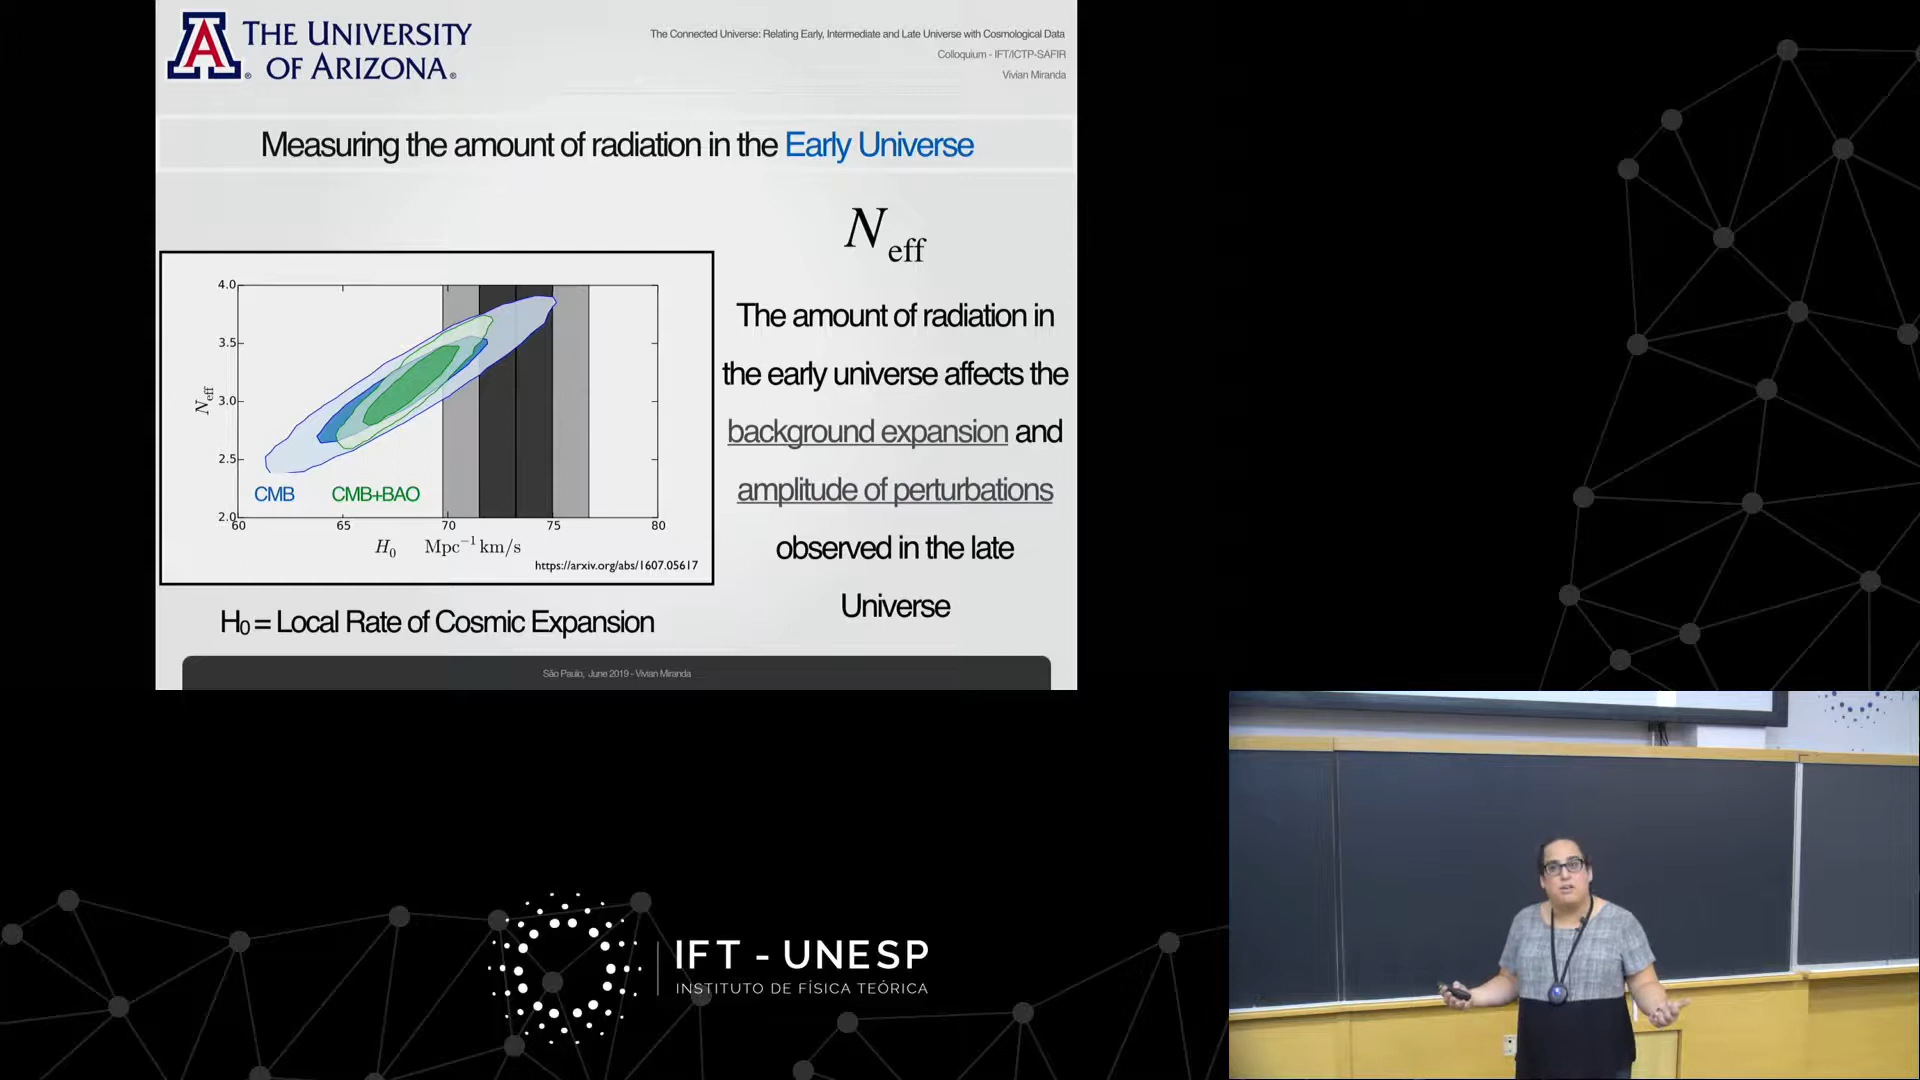 THE UNIVERSITY
OF ARIZONA®
The Connected Universe: Relating Early, Intermediate and Late Universe with Cosmological Data
Colloquium - IFT/ICTP-SAFIR
Vivian Miranda
Measuring the amount of radiation in the Early Universe
4.0
3.5
3.0
2.5
2.0
Neff
CMB
CMB+BAO
60
65
70
75
80
H0 Mpc−1 km/s
https://arxiv.org/abs/1607.05617
H0 = Local Rate of Cosmic Expansion
Neff
The amount of radiation in
the early universe affects the
background expansion and
amplitude of perturbations
observed in the late
Universe
São Paulo, June 2019 - Vivian Miranda
IFT - UNESP
INSTITUTO DE FÍSICA TEÓRICA